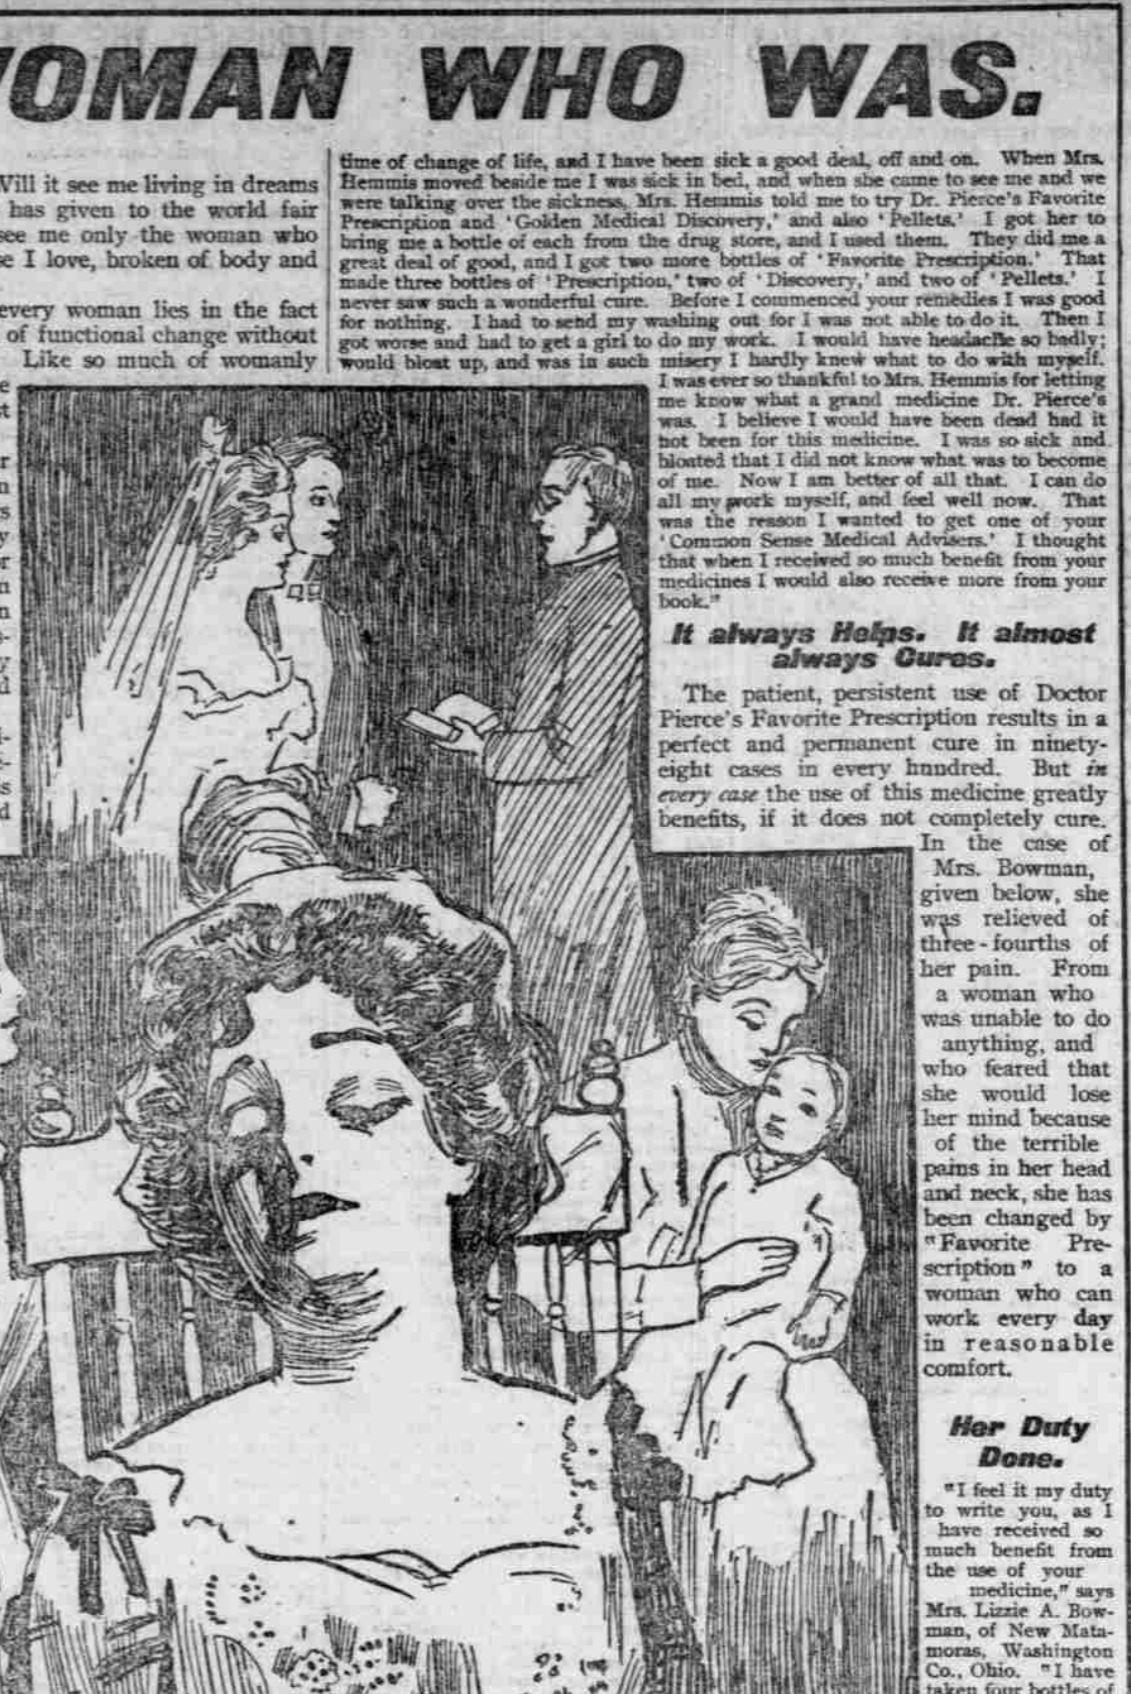 WOMAN WHO WAS.
Will it see me living in dreams
has given to the world fair
see me only the woman who
I love, broken of body and
every woman lies in the fact
of functional change without
Like so much of womanly
time of change of life, and I have been sick a good deal, off and on. When Mrs.
Hemmis moved beside me I was sick in bed, and when she came to see me and we
were talking over the sickness, Mrs. Hemmis told me to try Dr. Pierce's Favorite
Prescription and 'Golden Medical Discovery,' and also 'Pellets.' I got her to
bring me a bottle of each from the drug store, and I used them. They did me a
great deal of good, and I got two more bottles of 'Favorite Prescription.' That
made three bottles of 'Prescription,' two of 'Discovery,' and two of 'Pellets.' I
never saw such a wonderful cure. Before I commenced your remedies I was good
for nothing. I had to send my washing out for I was not able to do it. Then I
got worse and had to get a girl to do my work. I would have headache so badly;
would bloat up, and was in such misery I hardly knew what to do with myself.
I was ever so thankful to Mrs. Hemmis for letting
me know what a grand medicine Dr. Pierce's
was. I believe I would have been dead had it
not been for this medicine. I was so sick and
bloated that I did not know what was to become
of me. Now I am better of all that. I can do
all my work myself, and feel well now. That
was the reason I wanted to get one of your
'Common Sense Medical Advisers.' I thought
that when I received so much benefit from your
medicines I would also receive more from your
book."
It always Helps. It almost
always Cures.
The patient, persistent use of Doctor
Pierce's Favorite Prescription results in a
perfect and permanent cure in ninety-
eight cases in every hundred. But in
every case the use of this medicine greatly
benefits, if it does not completely cure.
In the case of
Mrs. Bowman,
given below, she
was relieved of
three-fourths of
her pain. From
a woman who
was unable to do
anything, and
who feared that
she would lose
her mind because
of the terrible
pains in her head
and neck, she has
been changed by
"Favorite Pre-
scription" to a
woman who can
work every day
in reasonable
comfort.
Her Duty
Done.
"I feel it my duty
to write you, as I
have received so
much benefit from
the use of your
medicine," says
Mrs. Lizzie A. Bow-
man, of New Mata-
moras, Washington
Co., Ohio. "I have
taken four bottles of